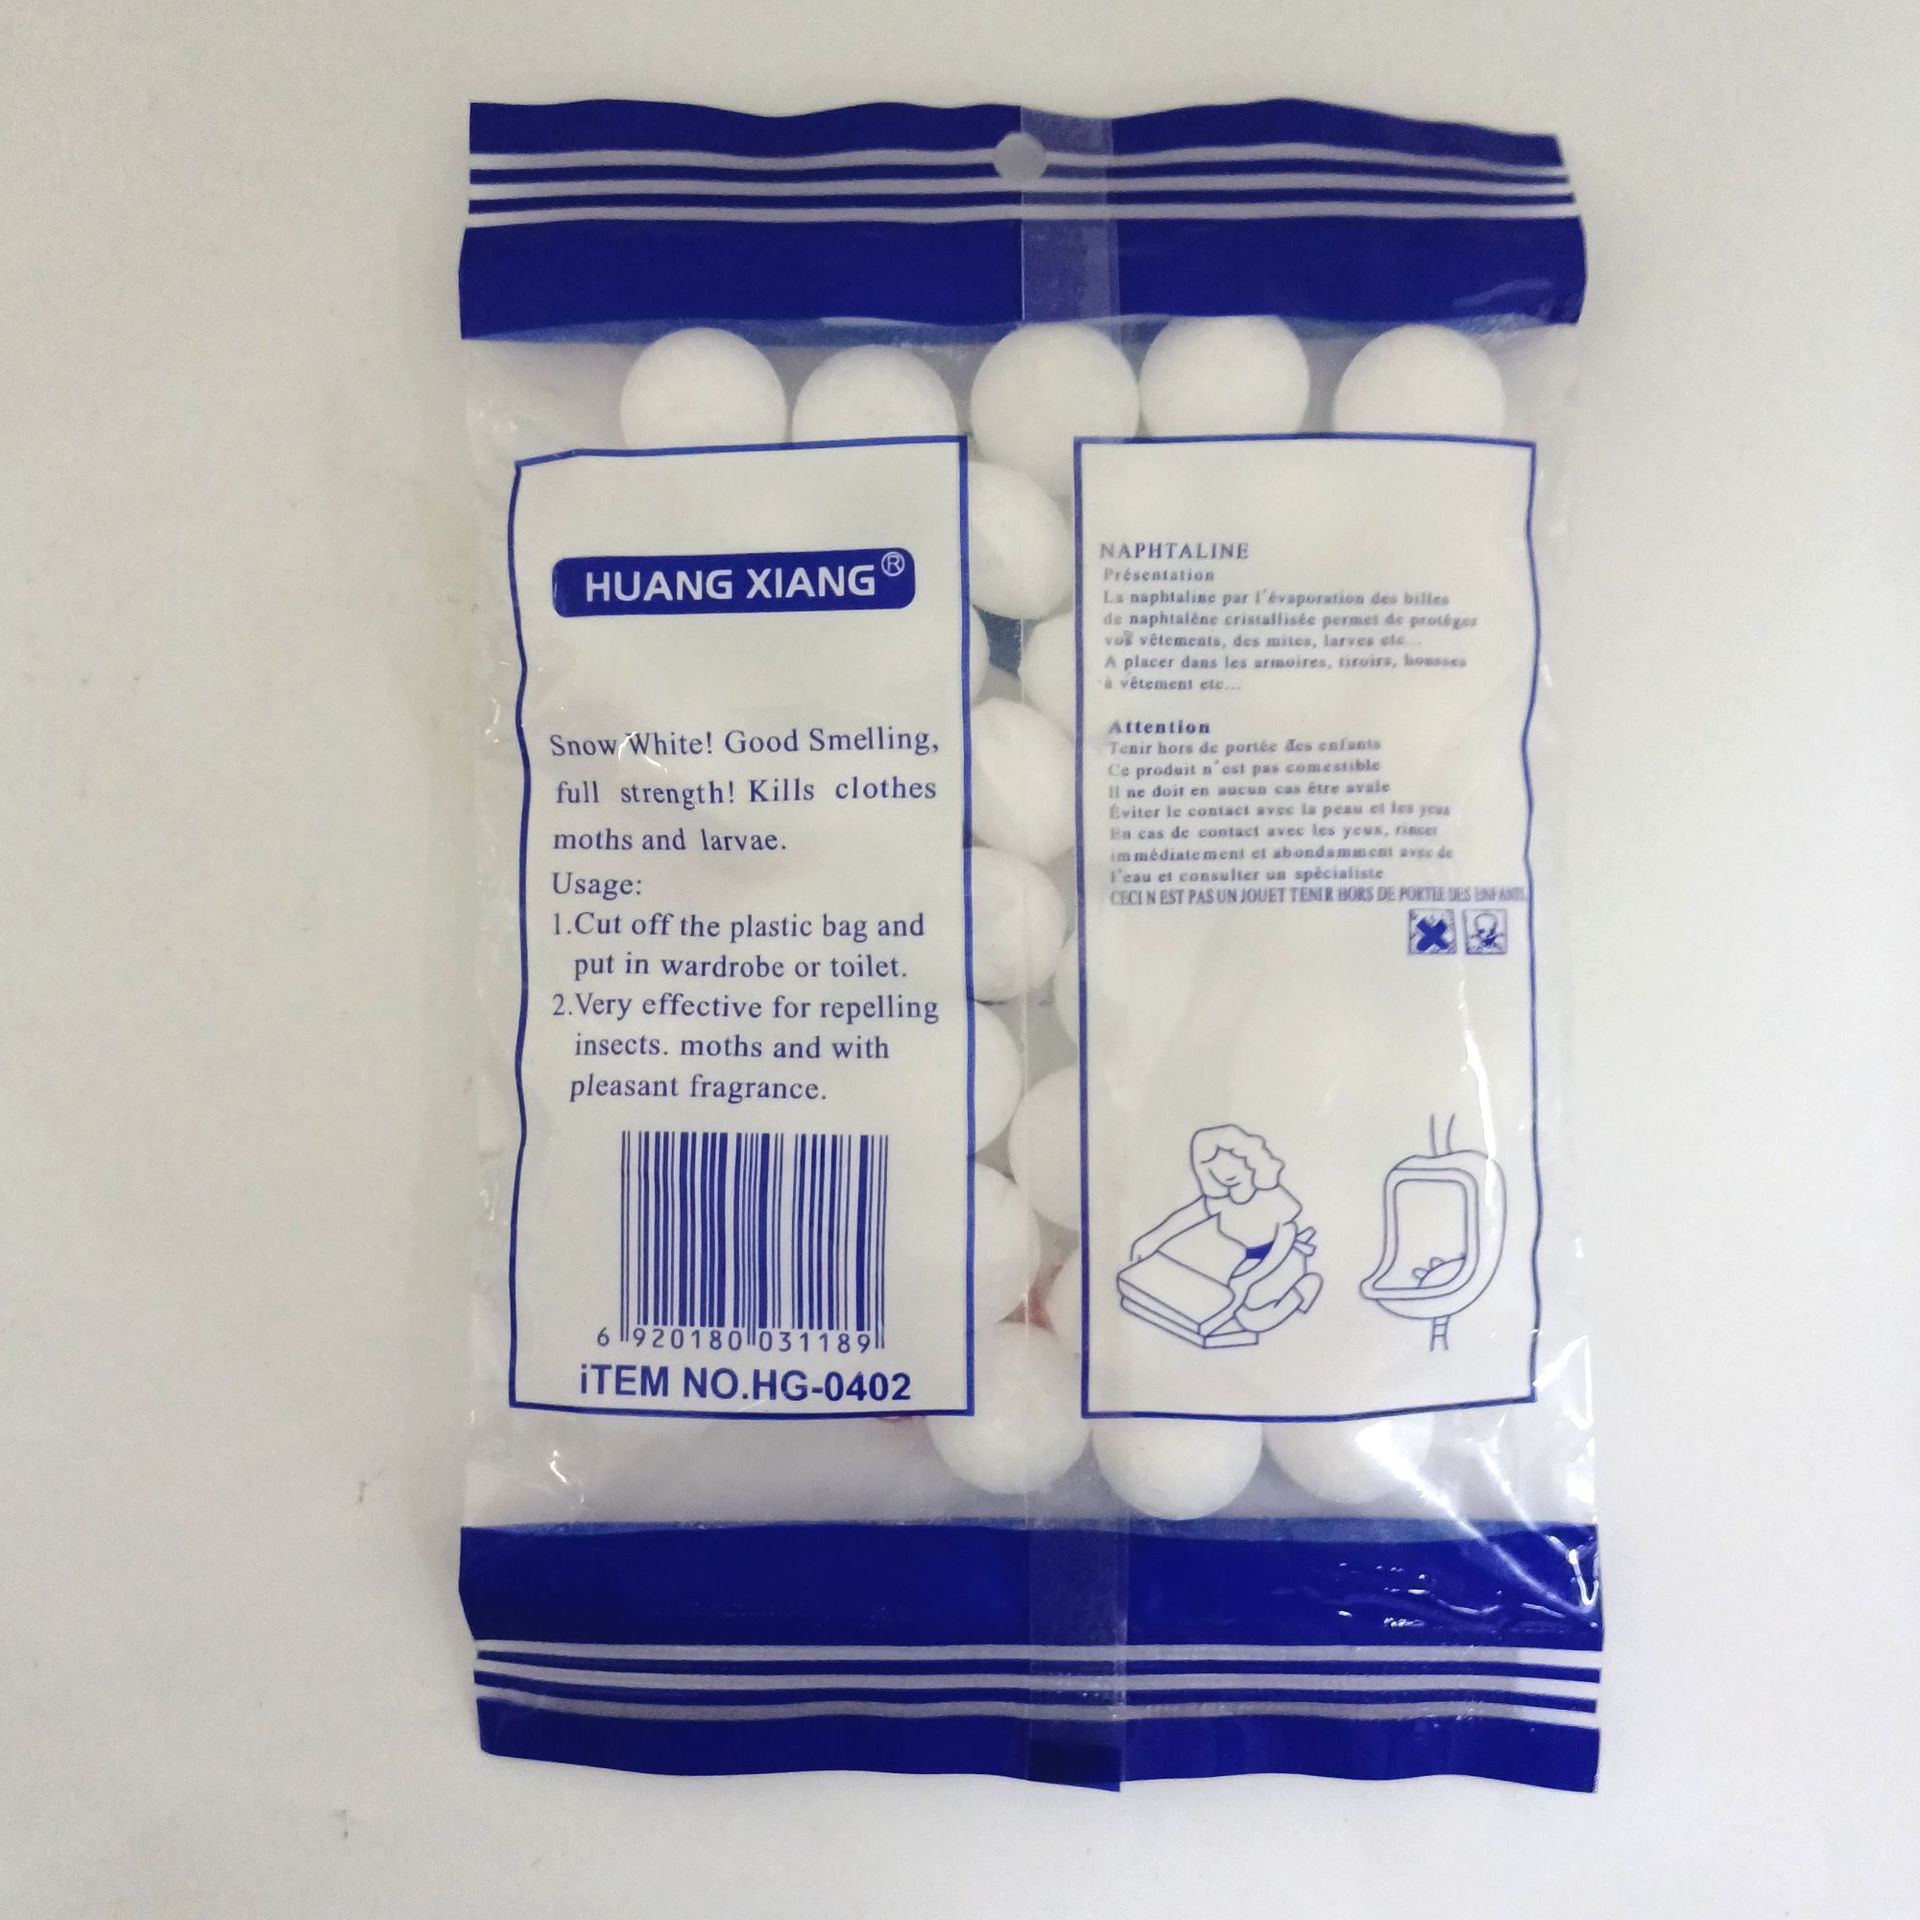 HUANG XIANG®
Snow White! Good Smelling,
full strength! Kills clothes
moths and larvae.
Usage:
1.Cut off the plastic bag and
put in wardrobe or toilet.
2.Very effective for repelling
insects. moths and with
pleasant fragrance.
6 920180 031189
iTEM NO.HG-0402
NAPHTALINE
Présentation
La naphtaline par l'évaporation des billes
de naphtalène cristallisée permet de protéger
vos vêtements, des mites, larves etc...
A placer dans les armoires, tiroirs, housses
à vêtement etc...
Attention
Tenir hors de portée des enfants
Ce produit n'est pas comestible
Il ne doit en aucun cas être avale
Éviter le contact avec la peau et les yeux
En cas de contact avec les yeux, rincer
immédiatement et abondamment avec de
l'eau et consulter un spécialiste
CECI N EST PAS UN JOUET TENIR HORS DE PORTEE DES ENFANTS